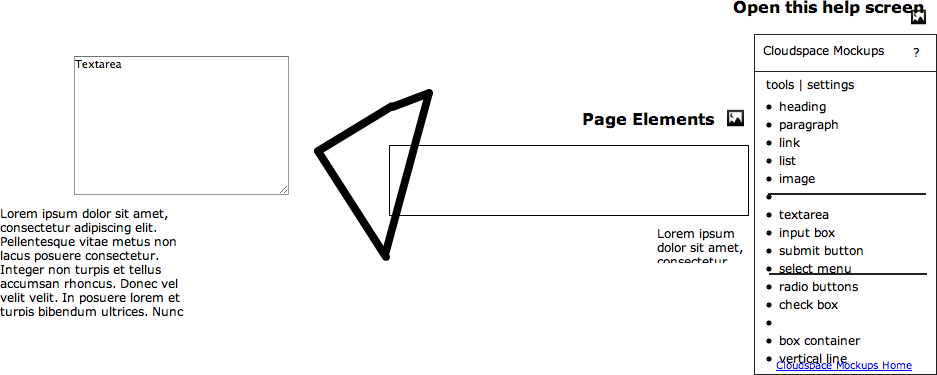 Open this help screen
Cloudspace Mockups ?
Textarea
tools | settings
heading
Page Elements
paragraph
link
list
image
Lorem ipsum dolor sit amet,
consectetur adipiscing elit.
Pellentesque vitae metus non
lacus posuere consectetur.
Integer non turpis et tellus
accumsan rhoncus. Donec vel
velit velit. In posuere lorem et
turpis bibendum ultrices. Nunc
Lorem ipsum
dolor sit amet,
consectetur
textarea
input box
submit button
select menu
radio buttons
check box
box container
vertical line
Cloudspace Mockups Home